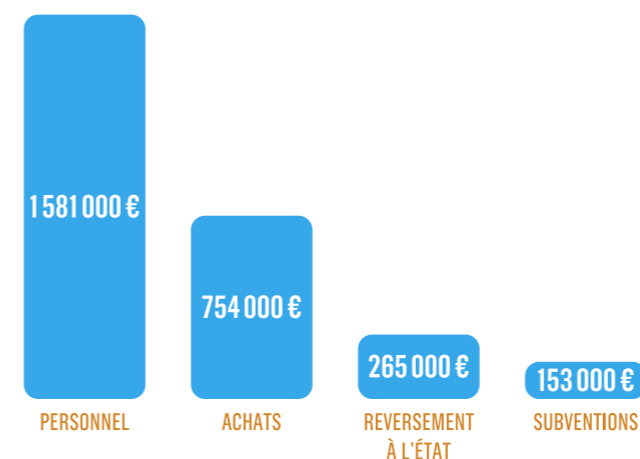 1 581 000 €
754 000 €
265 000 €
153 000 €
PERSONNEL
ACHATS
REVERSEMENT
À L'ÉTAT
SUBVENTIONS